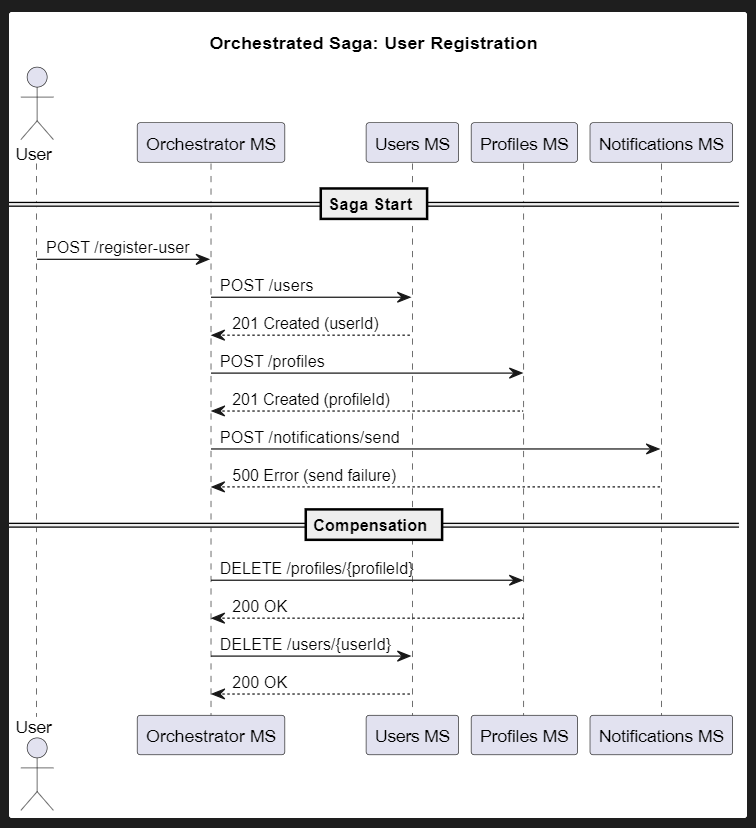 Orchestrated Saga: User Registration
User
Orchestrator MS
Users MS
Profiles MS
Notifications MS
Saga Start
POST /register-user
POST /users
201 Created (userId)
POST /profiles
201 Created (profileId)
POST /notifications/send
500 Error (send failure)
Compensation
DELETE /profiles/{profileId}
200 OK
DELETE /users/{userId}
200 OK
User
Orchestrator MS
Users MS
Profiles MS
Notifications MS